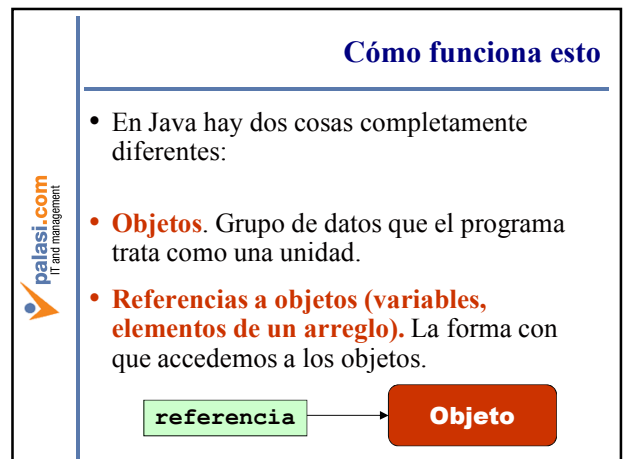 Cómo funciona esto
• En Java hay dos cosas completamente
diferentes:
• Objetos. Grupo de datos que el programa
trata como una unidad.
• Referencias a objetos (variables,
elementos de un arreglo). La forma con
que accedemos a los objetos.
referencia
Objeto
palasi.com
IT and management